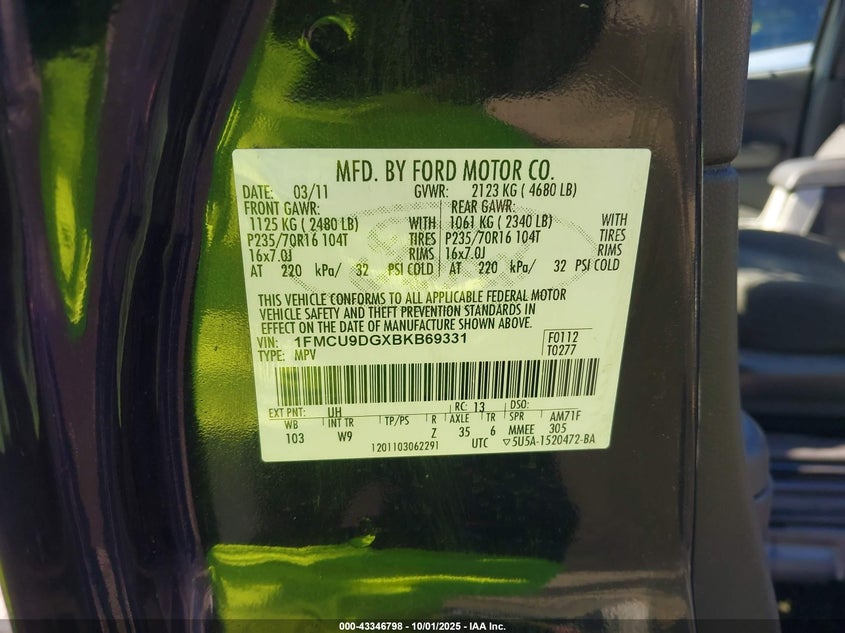 MFD. BY FORD MOTOR CO.
DATE: 03/11 GVWR: 2123 KG ( 4680 LB)
FRONT GAWR: REAR GAWR:
1125 KG ( 2480 LB) WITH 1061 KG ( 2340 LB) WITH
P235/70R16 104T TIRES P235/70R16 104T TIRES
16x7.0J RIMS 16x7.0J RIMS
AT 220 kPa/ 32 PSI COLD AT 220 kPa/ 32 PSI COLD
THIS VEHICLE CONFORMS TO ALL APPLICABLE FEDERAL MOTOR
VEHICLE SAFETY AND THEFT PREVENTION STANDARDS IN
EFFECT ON THE DATE OF MANUFACTURE SHOWN ABOVE.
VIN: 1FMCU9DGXBKB69331 F0112
TYPE: MPV T0277
EXT PNT: UH RC: 13 DSO:
WB INT TR TP/PS R AXLE TR SPR AM71F
103 W9 Z 35 6 MMEE 305
1201103062291 UTC ▽5U5A-1520472-BA
000-43346798 - 10/01/2025 - IAA Inc.